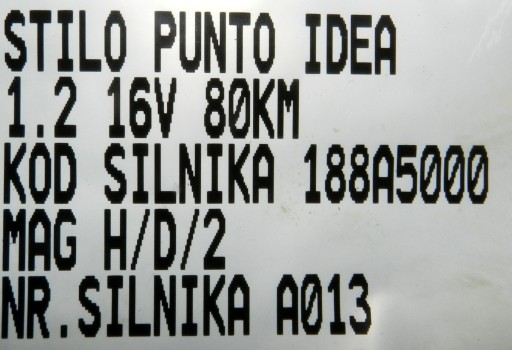 STILO PUNTO IDEA
1.2 16V 80KM
KOD SILNIKA 188A5000
MAG H/D/2
NR.SILNIKA A013